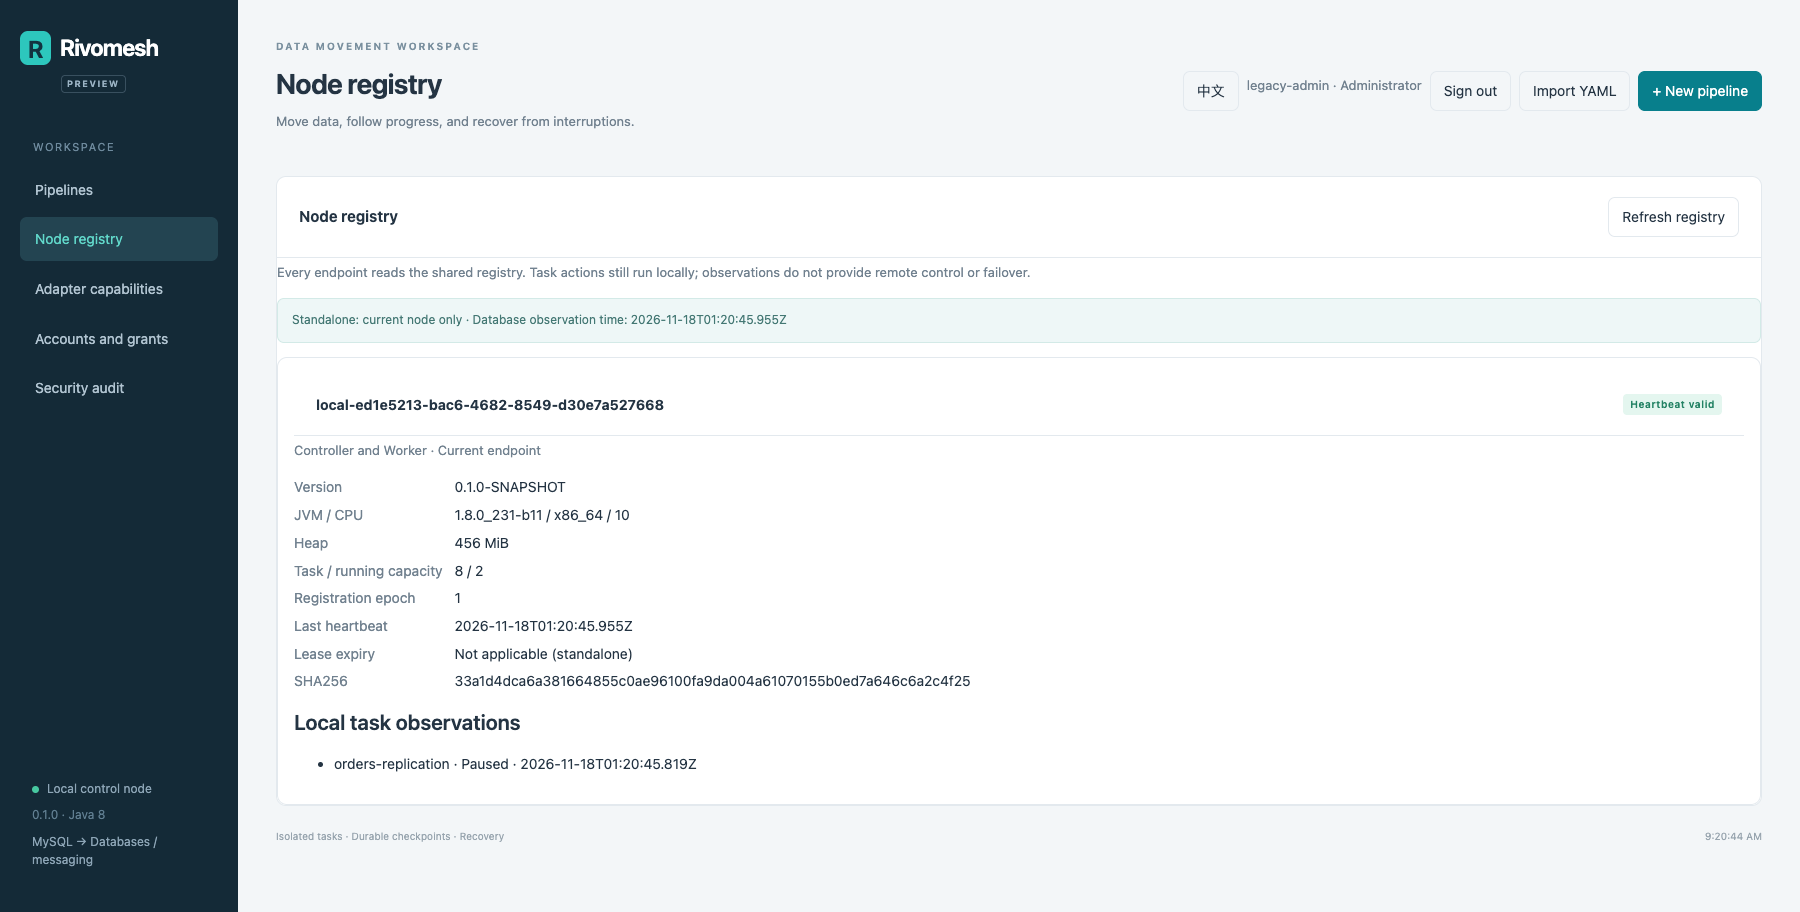 R Rivomesh
PREVIEW
WORKSPACE
Pipelines
Node registry
Adapter capabilities
Accounts and grants
Security audit
Local control node
0.1.0 · Java 8
MySQL → Databases /
messaging
DATA MOVEMENT WORKSPACE
Node registry
Move data, follow progress, and recover from interruptions.
中文
legacy-admin · Administrator
Sign out
Import YAML
+ New pipeline
Node registry
Refresh registry
Every endpoint reads the shared registry. Task actions still run locally; observations do not provide remote control or failover.
Standalone: current node only · Database observation time: 2026-11-18T01:20:45.955Z
local-ed1e5213-bac6-4682-8549-d30e7a527668
Heartbeat valid
Controller and Worker · Current endpoint
Version 0.1.0-SNAPSHOT
JVM / CPU 1.8.0_231-b11 / x86_64 / 10
Heap 456 MiB
Task / running capacity 8 / 2
Registration epoch 1
Last heartbeat 2026-11-18T01:20:45.955Z
Lease expiry Not applicable (standalone)
SHA256 33a1d4dca6a381664855c0ae96100fa9da004a61070155b0ed7a646c6a2c4f25
Local task observations
• orders-replication · Paused · 2026-11-18T01:20:45.819Z
Isolated tasks · Durable checkpoints · Recovery
9:20:44 AM